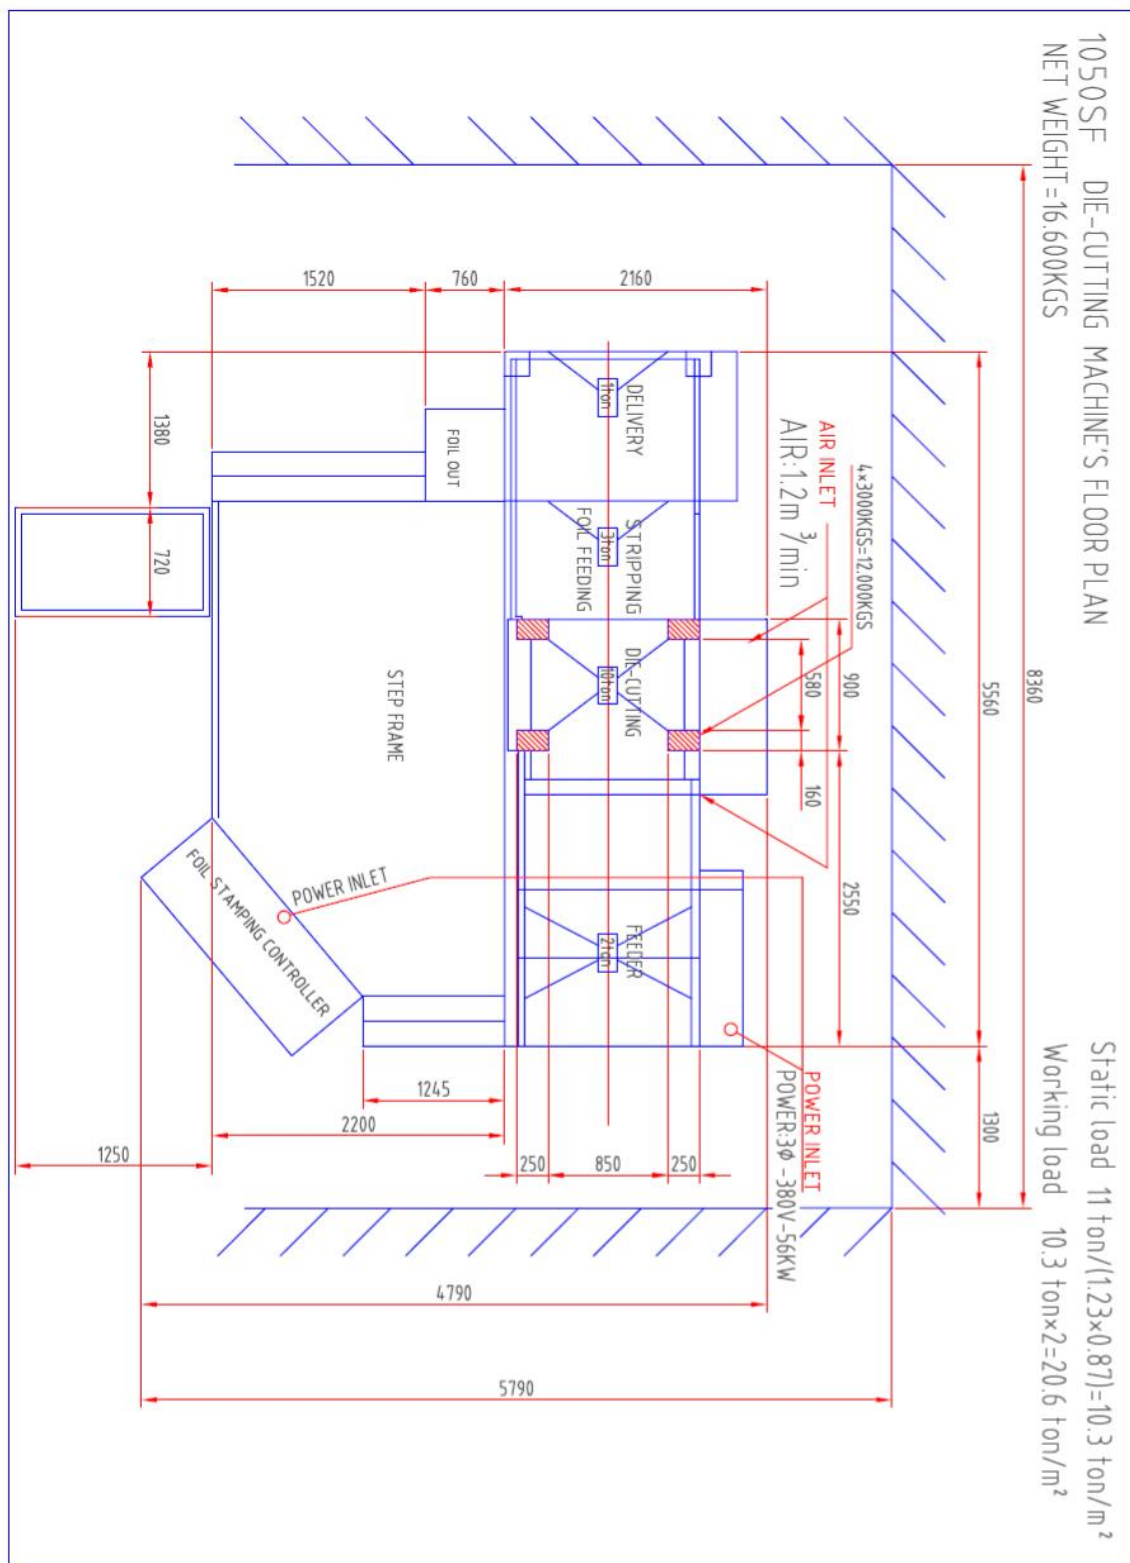 1050SF DIE-CUTTING MACHINE'S FLOOR PLAN
NET WEIGHT=16.600KGS
Static load 11 ton/(1.23×0.87)=10.3 ton/m²
Working load 10.3 ton×2=20.6 ton/m²
8360
5560
1300
900
2550
580
160
4×3000KGS=12.000KGS
AIR INLET
AIR:1.2m³/min
POWER INLET
POWER:3Φ-380V-56KW
DELIVERY
1ton
STRIPPING
3ton
FOIL FEEDING
DIE-CUTTING
10ton
FEEDER
2ton
FOIL OUT
STEP FRAME
POWER INLET
FOIL STAMPING CONTROLLER
1520
760
2160
1380
720
1245
2200
1250
250
850
250
4790
5790